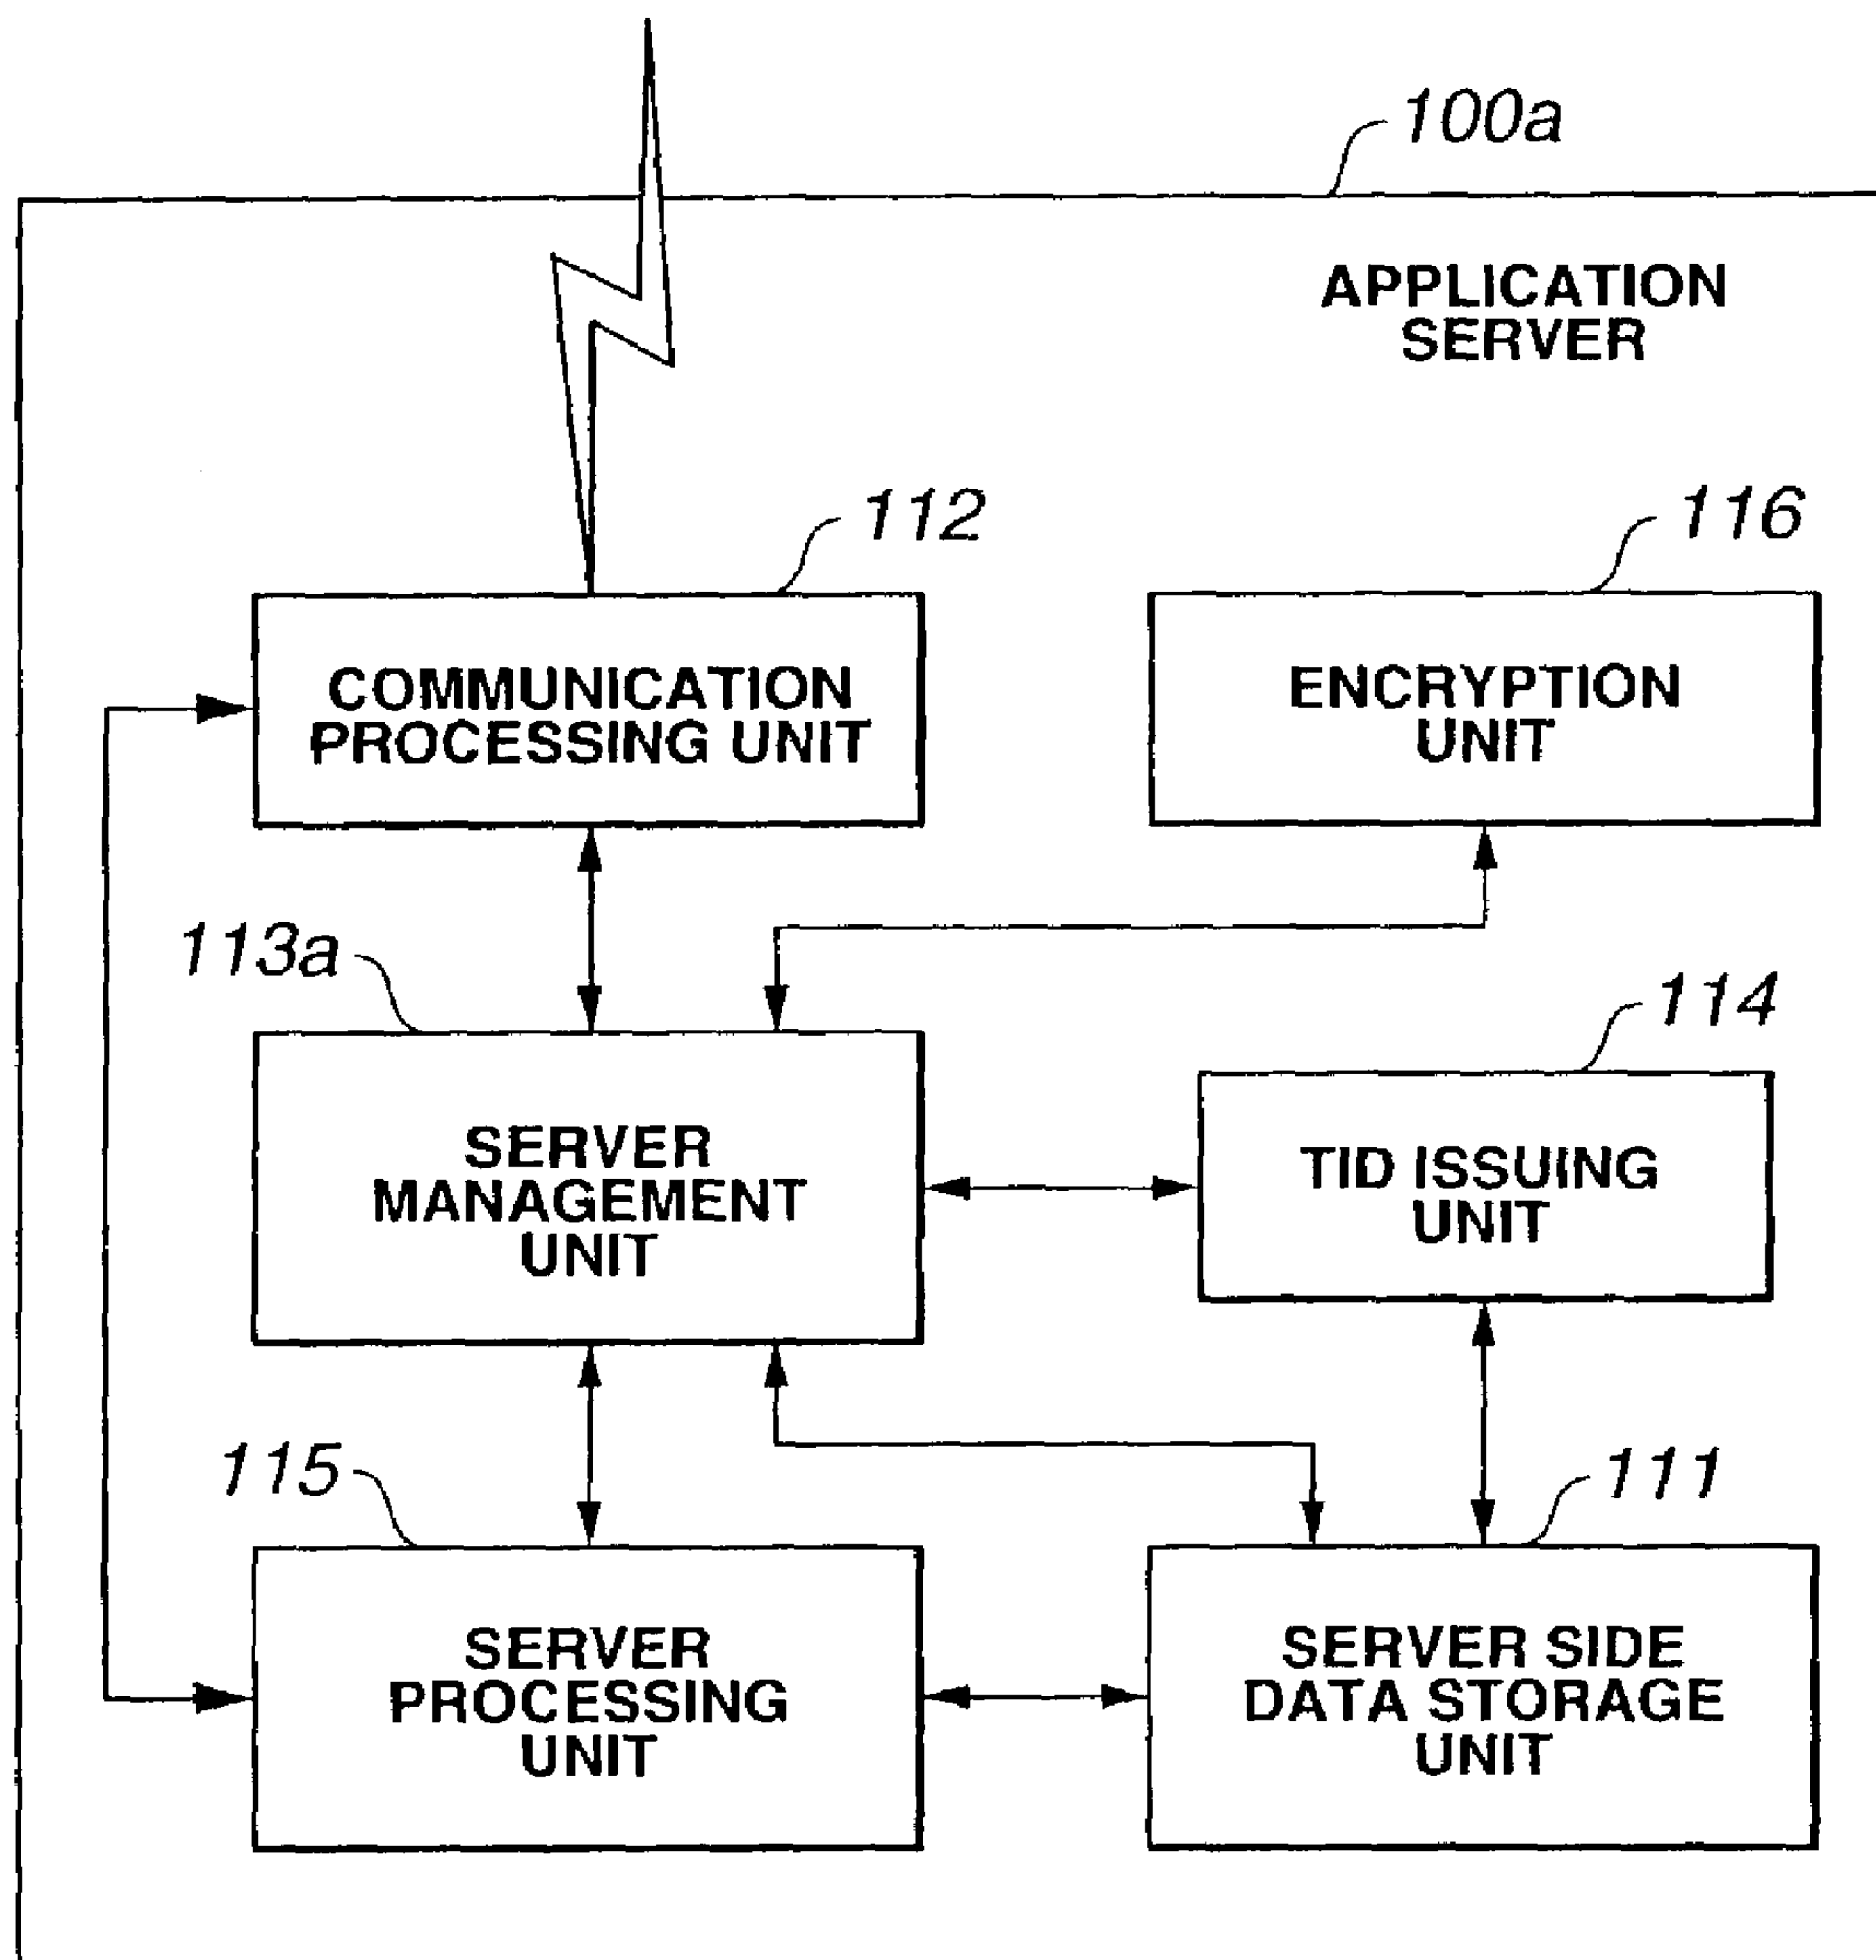 100a
APPLICATION
SERVER
112
116
COMMUNICATION
PROCESSING UNIT
ENCRYPTION
UNIT
113a
114
SERVER
MANAGEMENT
UNIT
TID ISSUING
UNIT
115
111
SERVER
PROCESSING
UNIT
SERVER SIDE
DATA STORAGE
UNIT